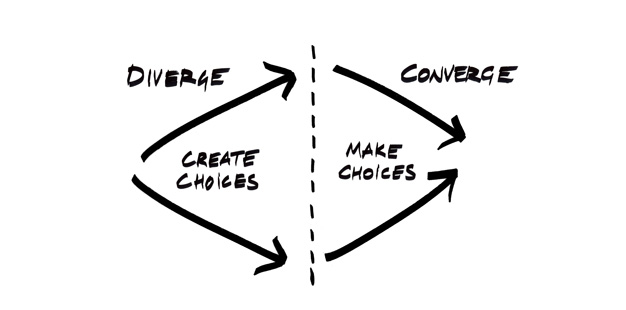 DIVERGE
CONVERGE
CREATE
CHOICES
MAKE
CHOICES